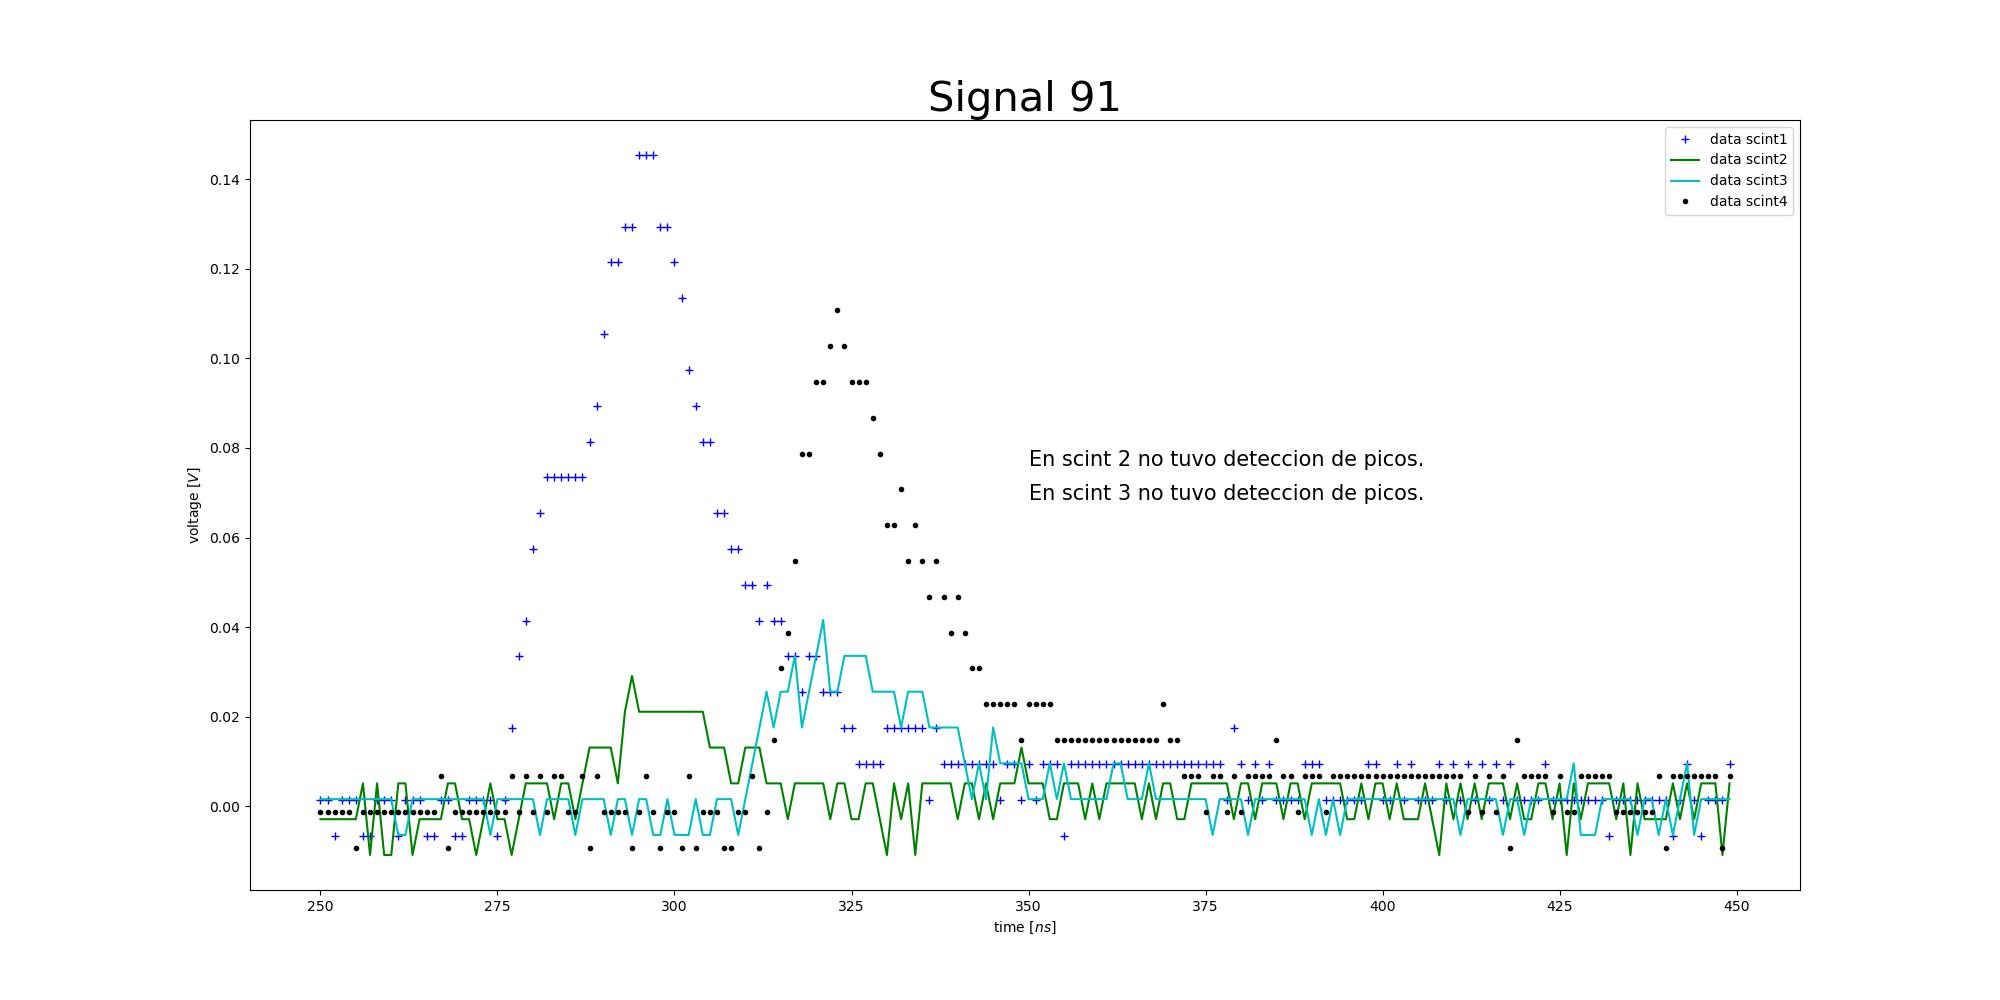 Signal 91
data scint1
data scint2
data scint3
data scint4
0.14
0.12
0.10
0.08
0.06
0.04
0.02
0.00
voltage [V]
En scint 2 no tuvo deteccion de picos.
En scint 3 no tuvo deteccion de picos.
250 275 300 325 350 375 400 425 450
time [ns]